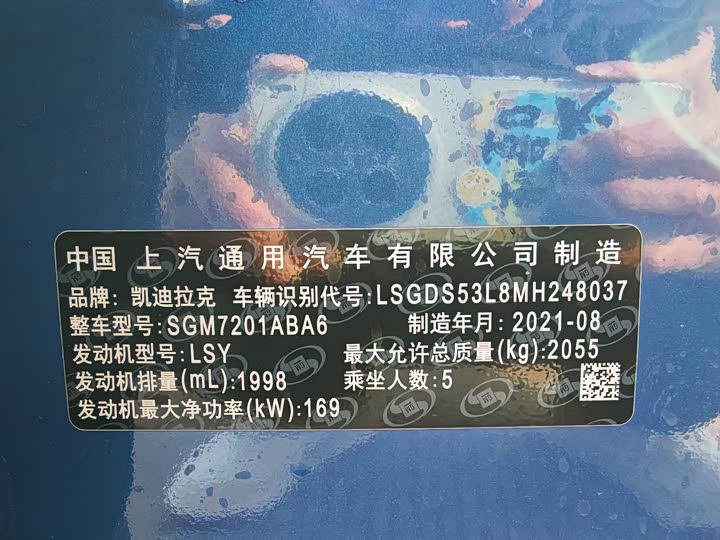 中国 上汽通用汽车有限公司制造
品牌: 凯迪拉克 车辆识别代号:LSGDS53L8MH248037
整车型号:SGM7201ABA6 制造年月: 2021-08
发动机型号:LSY 最大允许总质量(kg):2055
发动机排量(mL):1998 乘坐人数:5
发动机最大净功率(kW):169